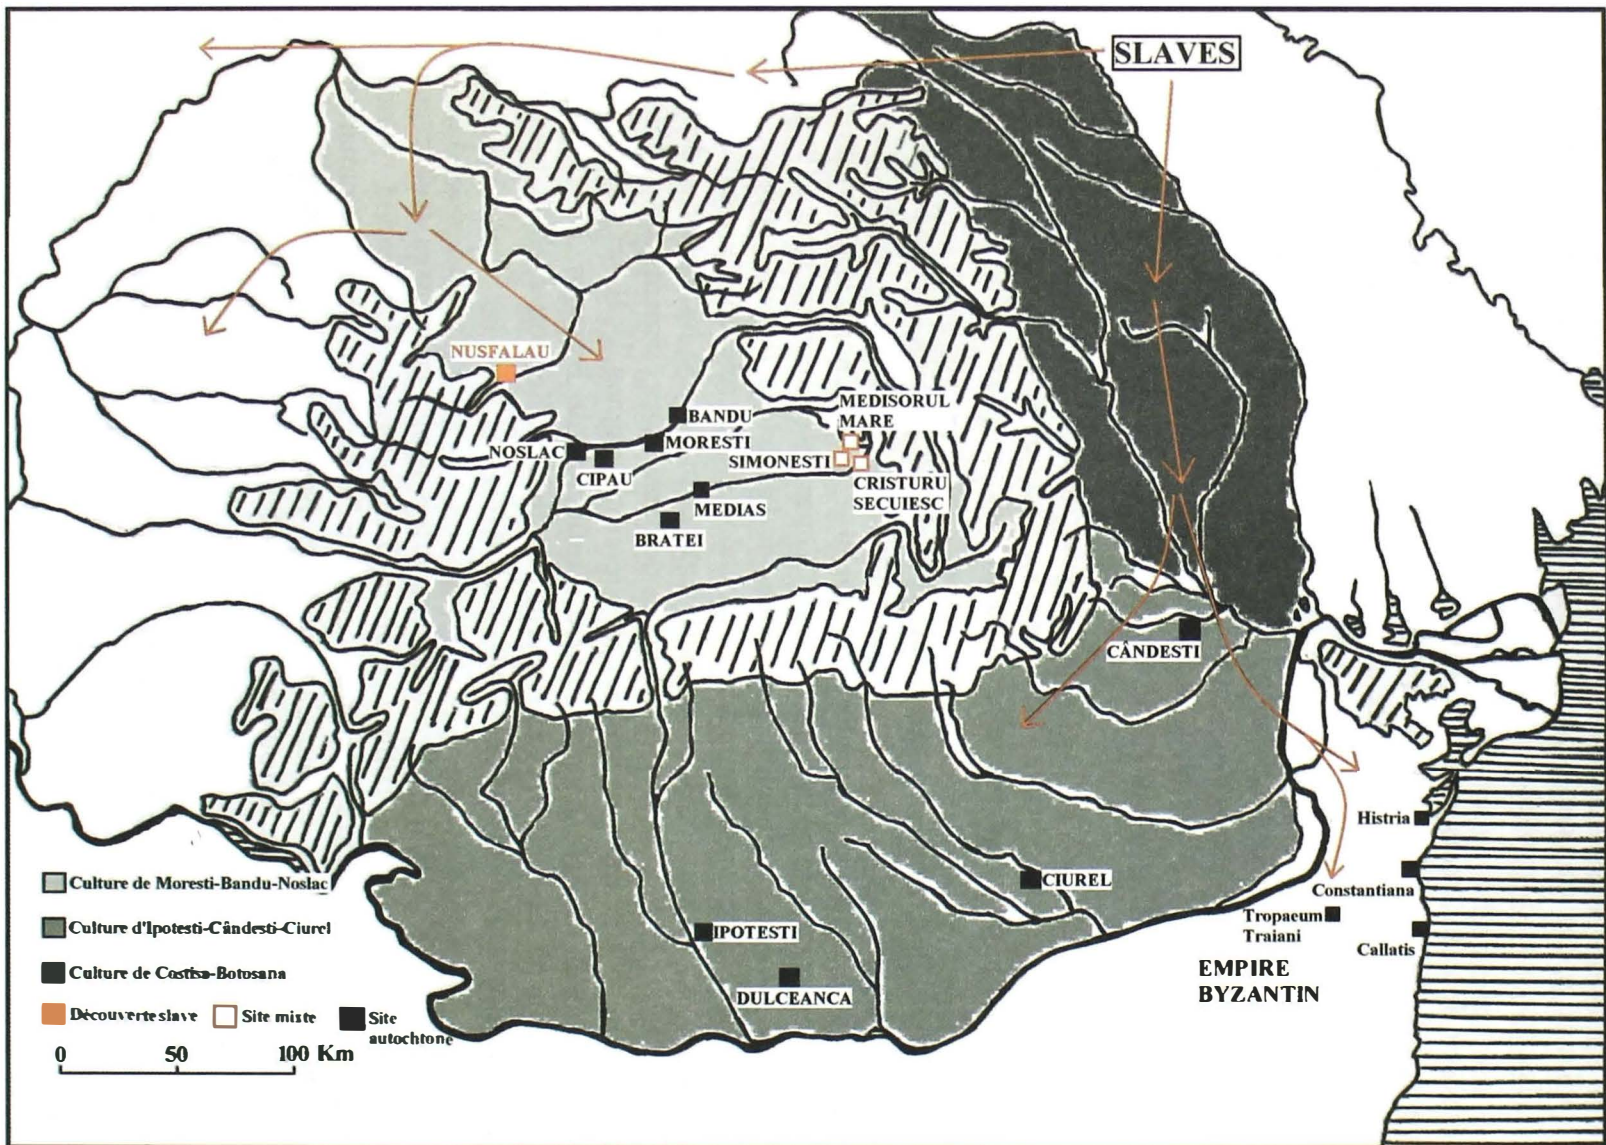 SLAVES
NUSFALAU
MEDISORUL
MARE
BANDU
MORESTI
NOSLAC
SIMONESTI
CIPAU
CRISTURU
SECUIESC
MEDIAS
BRATEI
CÂNDESTI
Histria
CIUREL
Constantiana
Tropaeum
Traiani
Callatis
IPOTESTI
EMPIRE
BYZANTIN
DULCEANCA
Culture de Moresti-Bandu-Noslac
Culture d'Ipotesti-Cândesti-Ciurel
Culture de Costisa-Botosana
Dècouverte slave
Site mixte
Site
autochtone
0 50 100 Km